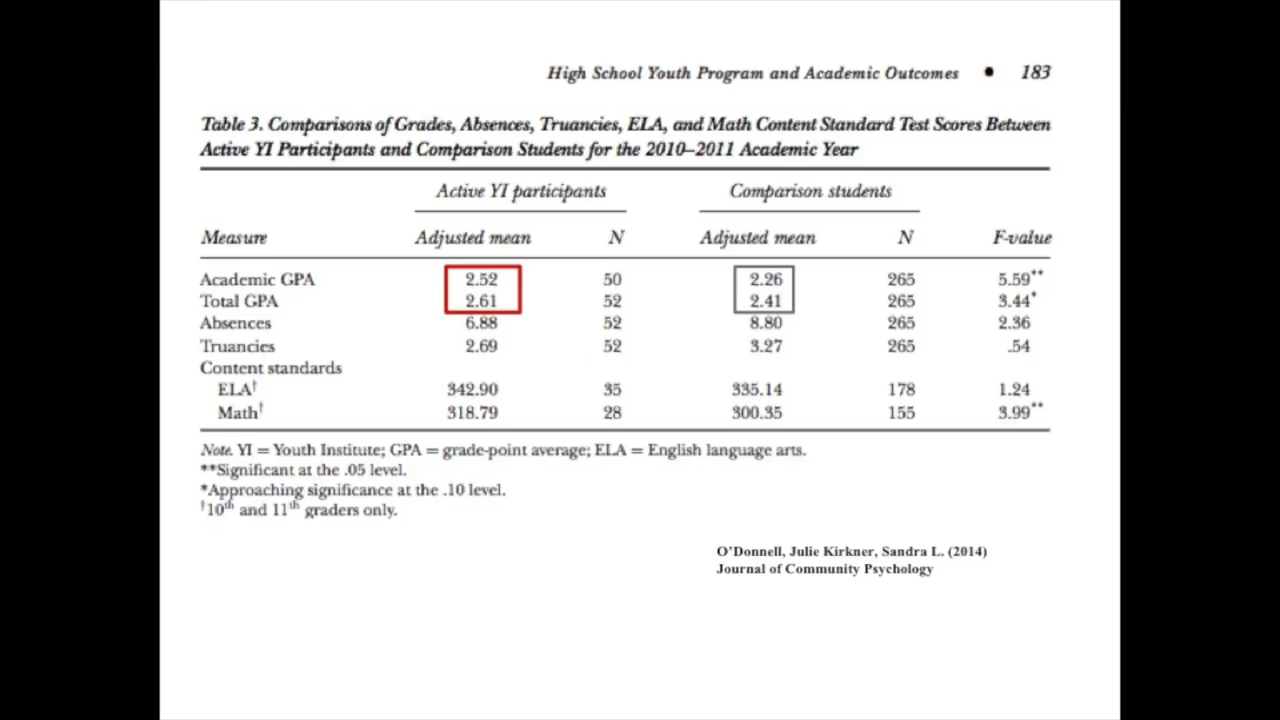 High School Youth Program and Academic Outcomes • 183
Table 3. Comparisons of Grades, Absences, Truancies, ELA, and Math Content Standard Test Scores Between
Active YI Participants and Comparison Students for the 2010–2011 Academic Year
Active YI participants Comparison students
Measure Adjusted mean N Adjusted mean N F-value
Academic GPA 2.52 50 2.26 265 5.59**
Total GPA 2.61 52 2.41 265 3.44*
Absences 6.88 52 8.80 265 2.36
Truancies 2.69 52 3.27 265 .54
Content standards
ELA† 342.90 35 335.14 178 1.24
Math† 318.79 28 300.35 155 3.99**
Note. YI = Youth Institute; GPA = grade-point average; ELA = English language arts.
**Significant at the .05 level.
*Approaching significance at the .10 level.
†10th and 11th graders only.
O'Donnell, Julie Kirkner, Sandra L. (2014)
Journal of Community Psychology